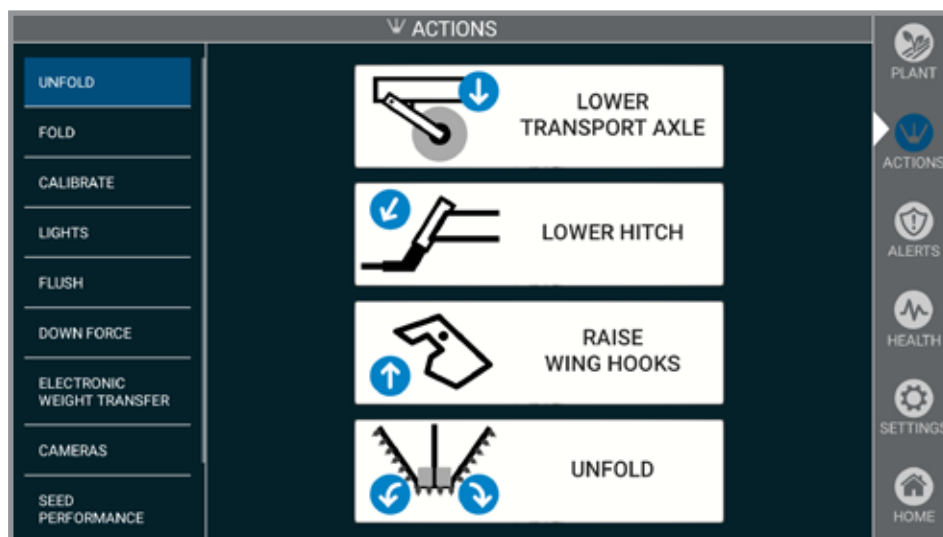 ACTIONS
UNFOLD
FOLD
CALIBRATE
LIGHTS
FLUSH
DOWN FORCE
ELECTRONIC
WEIGHT TRANSFER
CAMERAS
SEED
PERFORMANCE
LOWER
TRANSPORT AXLE
LOWER HITCH
RAISE
WING HOOKS
UNFOLD
PLANT
ACTIONS
ALERTS
HEALTH
SETTINGS
HOME